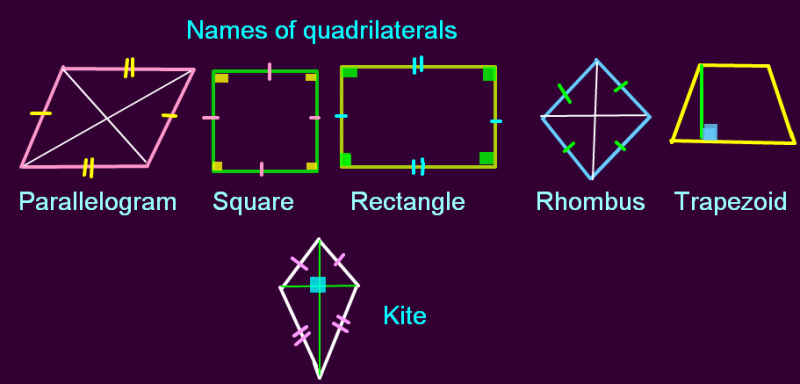 Names of quadrilaterals
Parallelogram Square Rectangle Rhombus Trapezoid
Kite